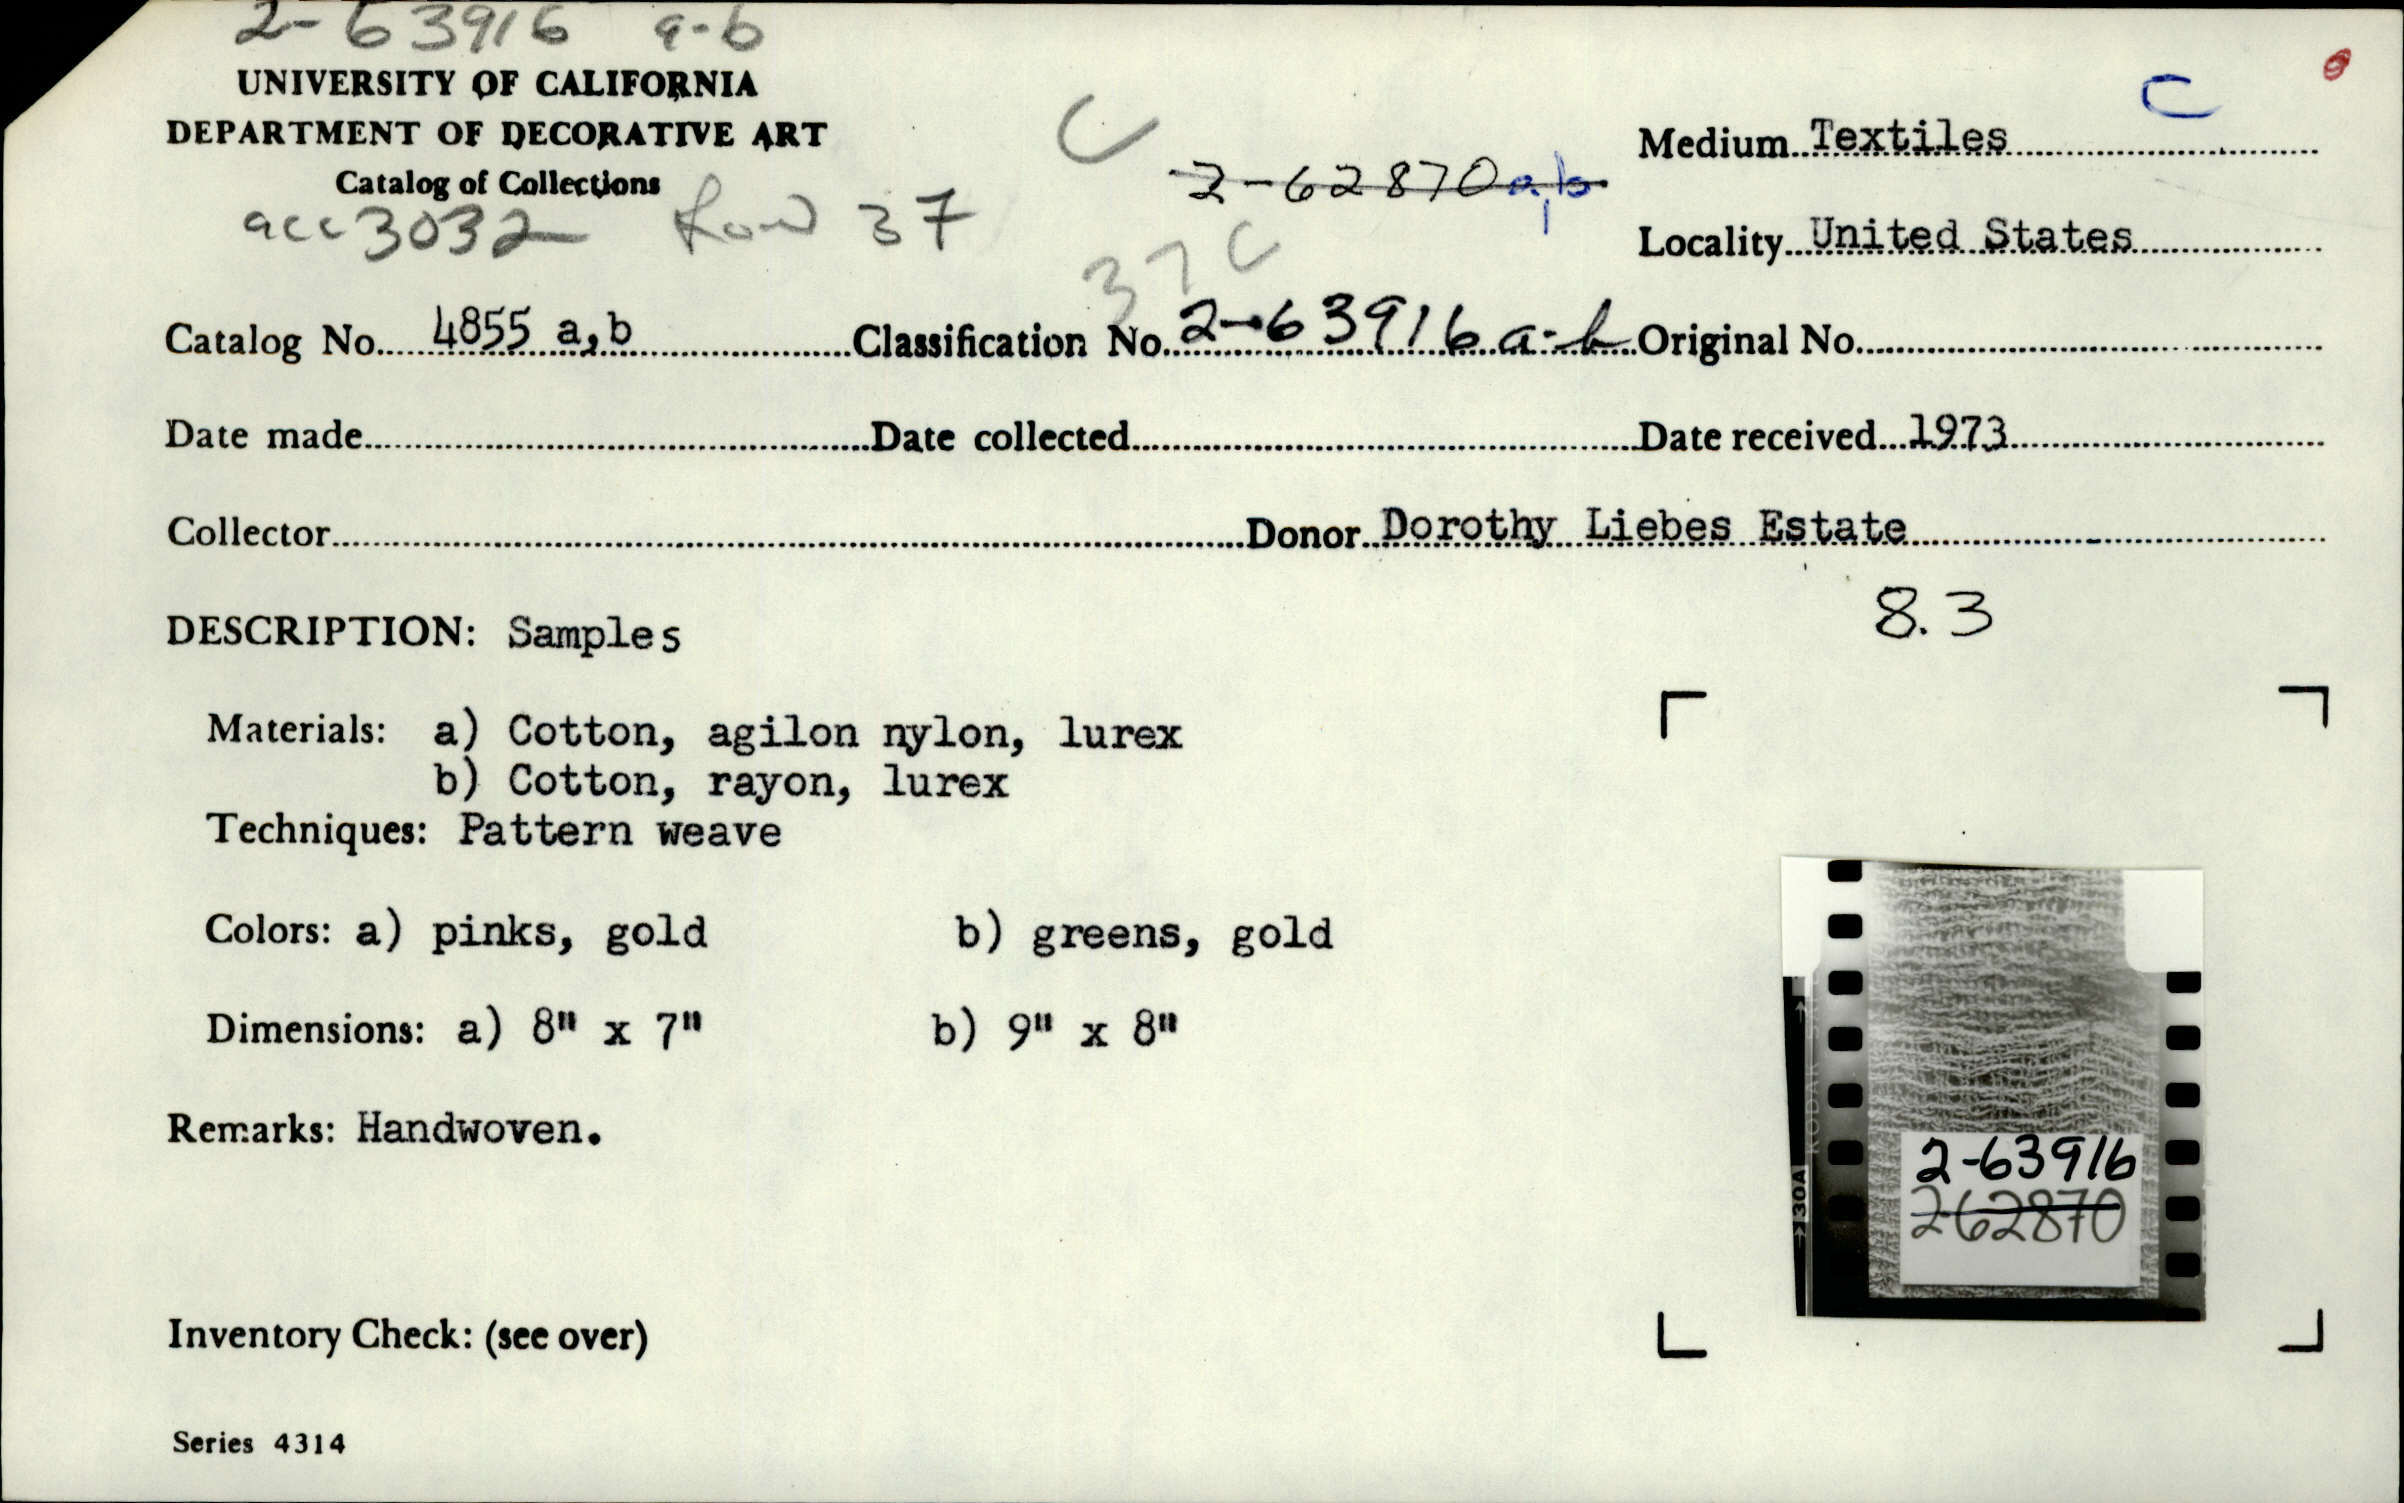 2-63916 a-b
UNIVERSITY OF CALIFORNIA
DEPARTMENT OF DECORATIVE ART
Catalog of Collections
acc 3032 Row 37
C
2-62870 a,b
37C
C
Medium Textiles
Locality United States
Catalog No. 4855 a,b Classification No. 2-63916 a-b Original No.
Date made Date collected Date received 1973
Collector Donor Dorothy Liebes Estate
8.3
DESCRIPTION: Samples
Materials: a) Cotton, agilon nylon, lurex
b) Cotton, rayon, lurex
Techniques: Pattern weave
Colors: a) pinks, gold b) greens, gold
Dimensions: a) 8" x 7" b) 9" x 8"
Remarks: Handwoven.
KODAK
30A
2-63916
262870
Inventory Check: (see over)
Series 4314